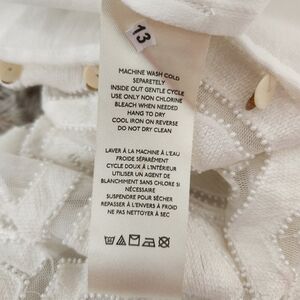 13
MACHINE WASH COLD
SEPARETELY
INSIDE OUT GENTLE CYCLE
USE ONLY NON CHLORINE
BLEACH WHEN NEEDED
HANG TO DRY
COOL IRON ON REVERSE
DO NOT DRY CLEAN
LAVER À LA MACHINE À L'EAU
FROIDE SÉPARÉMENT
CYCLE DOUX À L'INTÉRIEUR
UTILISER UN AGENT DE
BLANCHIMENT SANS CHLORE SI
NÉCESSAIRE
SUSPENDRE POUR SÉCHER
REPASSER À L'ENVERS À FROID
NE PAS NETTOYER À SEC